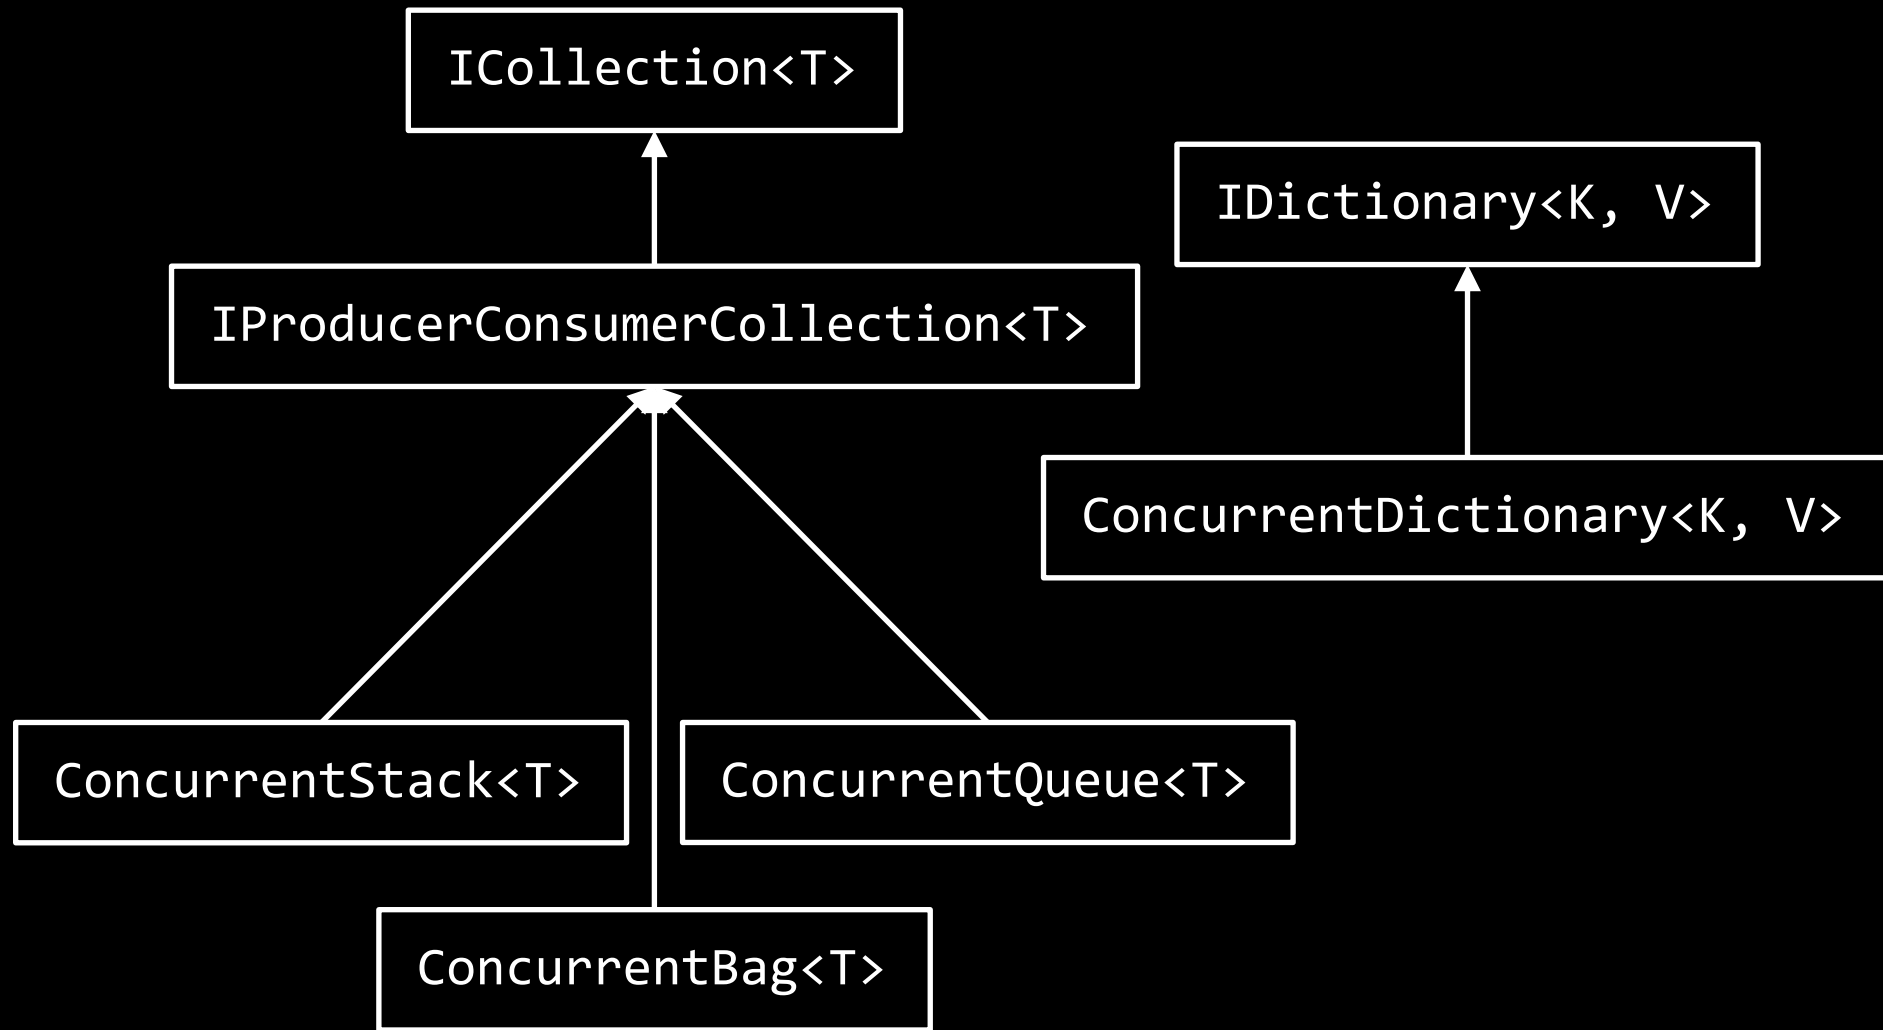 ICollection<T>
IDictionary<K, V>
IProducerConsumerCollection<T>
ConcurrentDictionary<K, V>
ConcurrentStack<T>
ConcurrentQueue<T>
ConcurrentBag<T>